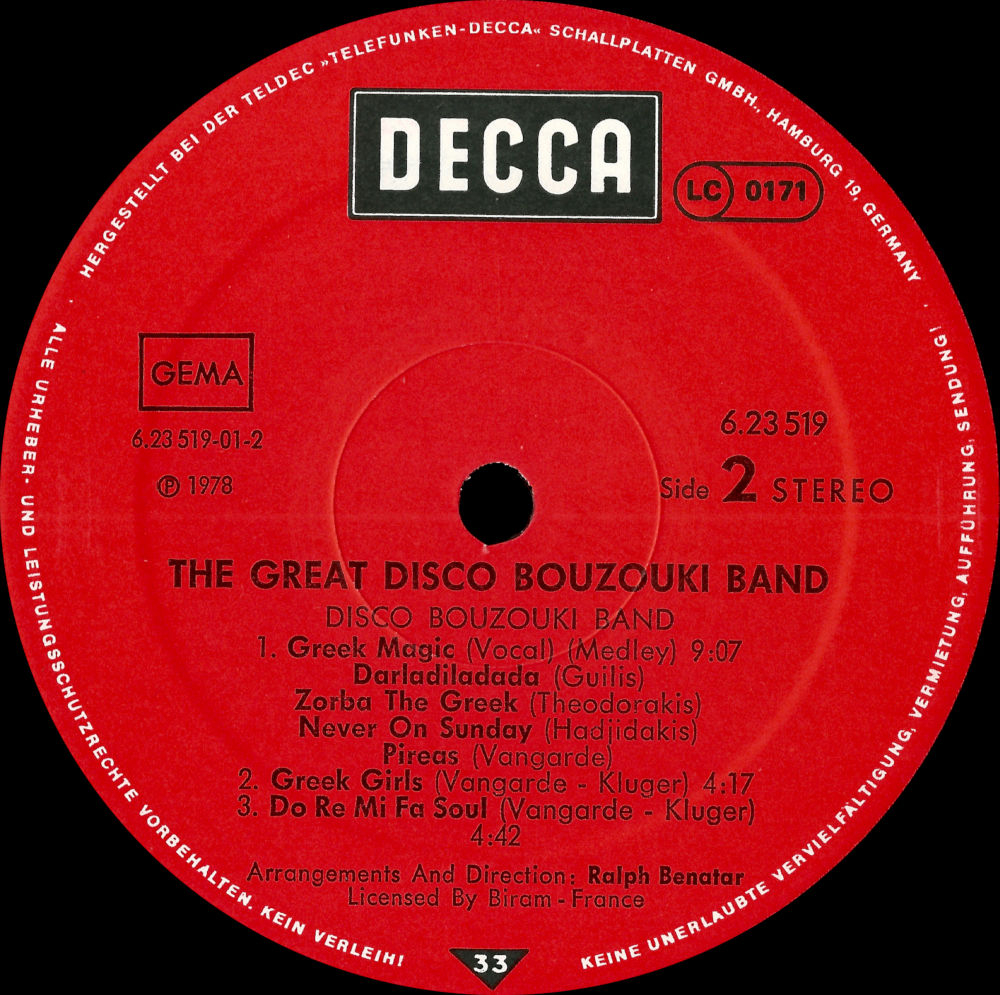 HERGESTELLT BEI DER TELDEC »TELEFUNKEN-DECCA« SCHALLPLATTEN GMBH., HAMBURG 19, GERMANY
DECCA
LC 0171
GEMA
6.23 519-01-2
℗ 1978
6.23 519
Side 2 STEREO
THE GREAT DISCO BOUZOUKI BAND
DISCO BOUZOUKI BAND
1. Greek Magic (Vocal) (Medley) 9:07
Darladiladada (Guilis)
Zorba The Greek (Theodorakis)
Never On Sunday (Hadjidakis)
Pireas (Vangarde)
2. Greek Girls (Vangarde - Kluger) 4:17
3. Do Re Mi Fa Soul (Vangarde - Kluger)
4:42
Arrangements And Direction: Ralph Benatar
Licensed By Biram - France
ALLE URHEBER- UND LEISTUNGSSCHUTZRECHTE VORBEHALTEN. KEIN VERLEIH!
33
KEINE UNERLAUBTE VERVIELFÄLTIGUNG, VERMIETUNG, AUFFÜHRUNG, SENDUNG!